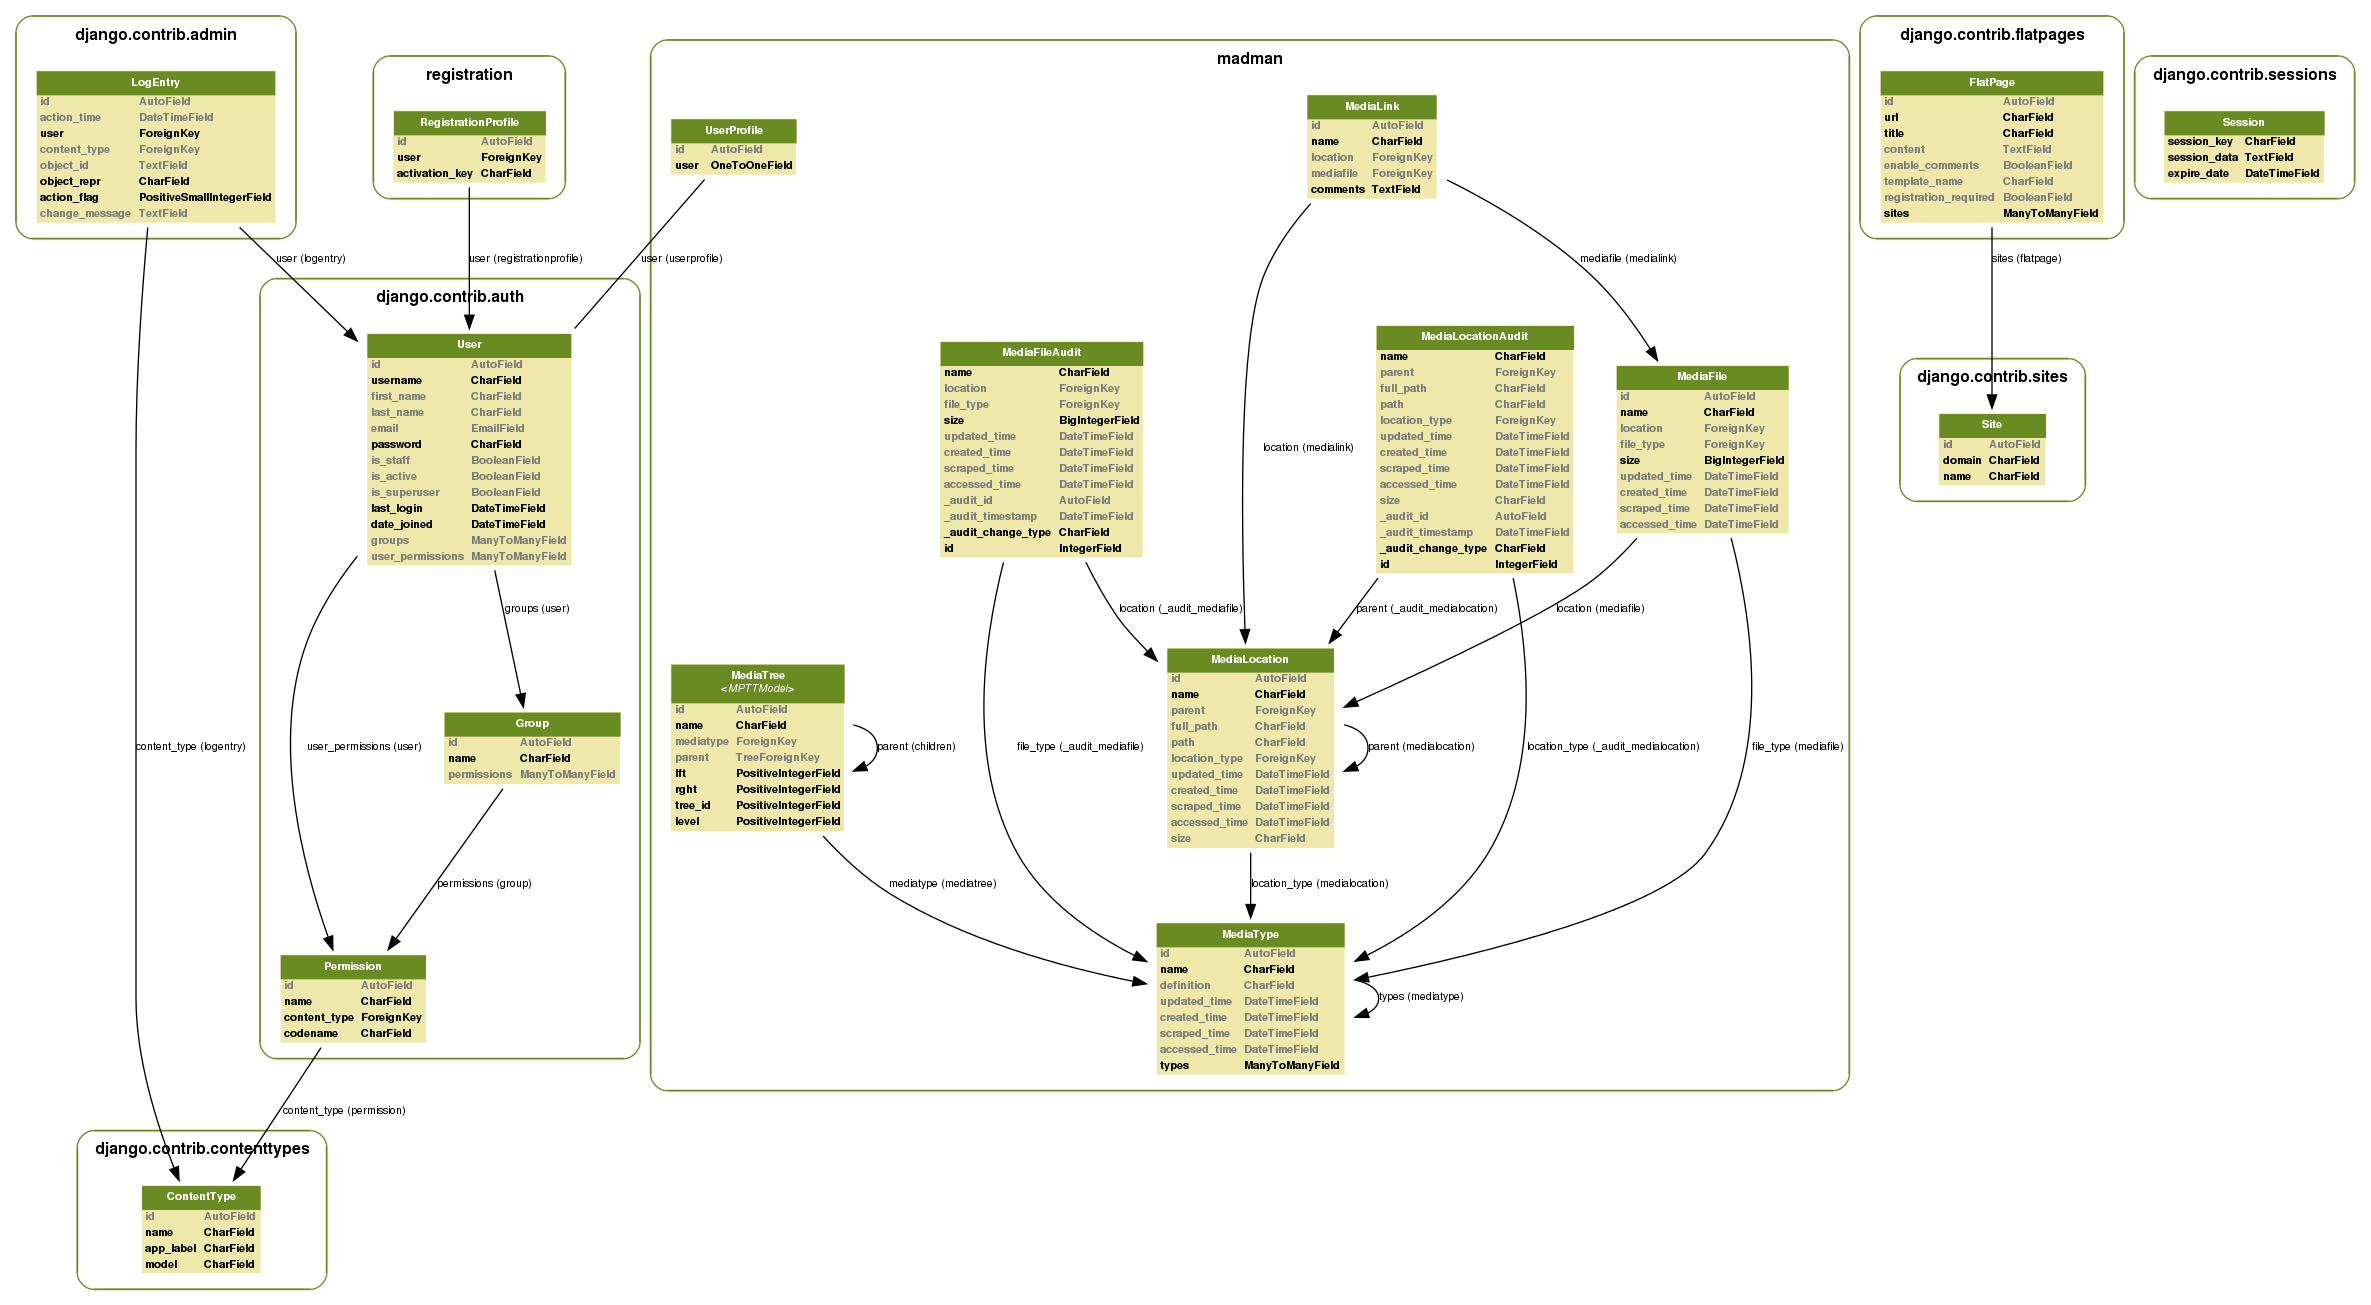 django.contrib.admin
LogEntry
id AutoField
action_time DateTimeField
user ForeignKey
content_type ForeignKey
object_id TextField
object_repr CharField
action_flag PositiveSmallIntegerField
change_message TextField
registration
RegistrationProfile
id AutoField
user ForeignKey
activation_key CharField
madman
UserProfile
id AutoField
user OneToOneField
MediaLink
id AutoField
name CharField
location ForeignKey
mediafile ForeignKey
comments TextField
django.contrib.flatpages
FlatPage
id AutoField
url CharField
title CharField
content TextField
enable_comments BooleanField
template_name CharField
registration_required BooleanField
sites ManyToManyField
django.contrib.sessions
Session
session_key CharField
session_data TextField
expire_date DateTimeField
user (logentry)
user (registrationprofile)
user (userprofile)
mediafile (medialink)
sites (flatpage)
django.contrib.auth
User
id AutoField
username CharField
first_name CharField
last_name CharField
email EmailField
password CharField
is_staff BooleanField
is_active BooleanField
is_superuser BooleanField
last_login DateTimeField
date_joined DateTimeField
groups ManyToManyField
user_permissions ManyToManyField
MediaFileAudit
name CharField
location ForeignKey
file_type ForeignKey
size BigIntegerField
updated_time DateTimeField
created_time DateTimeField
scraped_time DateTimeField
accessed_time DateTimeField
_audit_id AutoField
_audit_timestamp DateTimeField
_audit_change_type CharField
id IntegerField
location (medialink)
MediaLocationAudit
name CharField
parent ForeignKey
full_path CharField
path CharField
location_type ForeignKey
updated_time DateTimeField
created_time DateTimeField
scraped_time DateTimeField
accessed_time DateTimeField
size CharField
_audit_id AutoField
_audit_timestamp DateTimeField
_audit_change_type CharField
id IntegerField
MediaFile
id AutoField
name CharField
location ForeignKey
file_type ForeignKey
size BigIntegerField
updated_time DateTimeField
created_time DateTimeField
scraped_time DateTimeField
accessed_time DateTimeField
django.contrib.sites
Site
id AutoField
domain CharField
name CharField
groups (user)
location (_audit_mediafile)
parent (_audit_medialocation)
location (mediafile)
MediaTree
<MPTTModel>
id AutoField
name CharField
mediatype ForeignKey
parent TreeForeignKey
lft PositiveIntegerField
rght PositiveIntegerField
tree_id PositiveIntegerField
level PositiveIntegerField
MediaLocation
id AutoField
name CharField
parent ForeignKey
full_path CharField
path CharField
location_type ForeignKey
updated_time DateTimeField
created_time DateTimeField
scraped_time DateTimeField
accessed_time DateTimeField
size CharField
Group
id AutoField
name CharField
permissions ManyToManyField
content_type (logentry)
user_permissions (user)
parent (children)
file_type (_audit_mediafile)
parent (medialocation)
location_type (_audit_medialocation)
file_type (mediafile)
permissions (group)
mediatype (mediatree)
location_type (medialocation)
Permission
id AutoField
name CharField
content_type ForeignKey
codename CharField
MediaType
id AutoField
name CharField
definition CharField
updated_time DateTimeField
created_time DateTimeField
scraped_time DateTimeField
accessed_time DateTimeField
types ManyToManyField
types (mediatype)
content_type (permission)
django.contrib.contenttypes
ContentType
id AutoField
name CharField
app_label CharField
model CharField